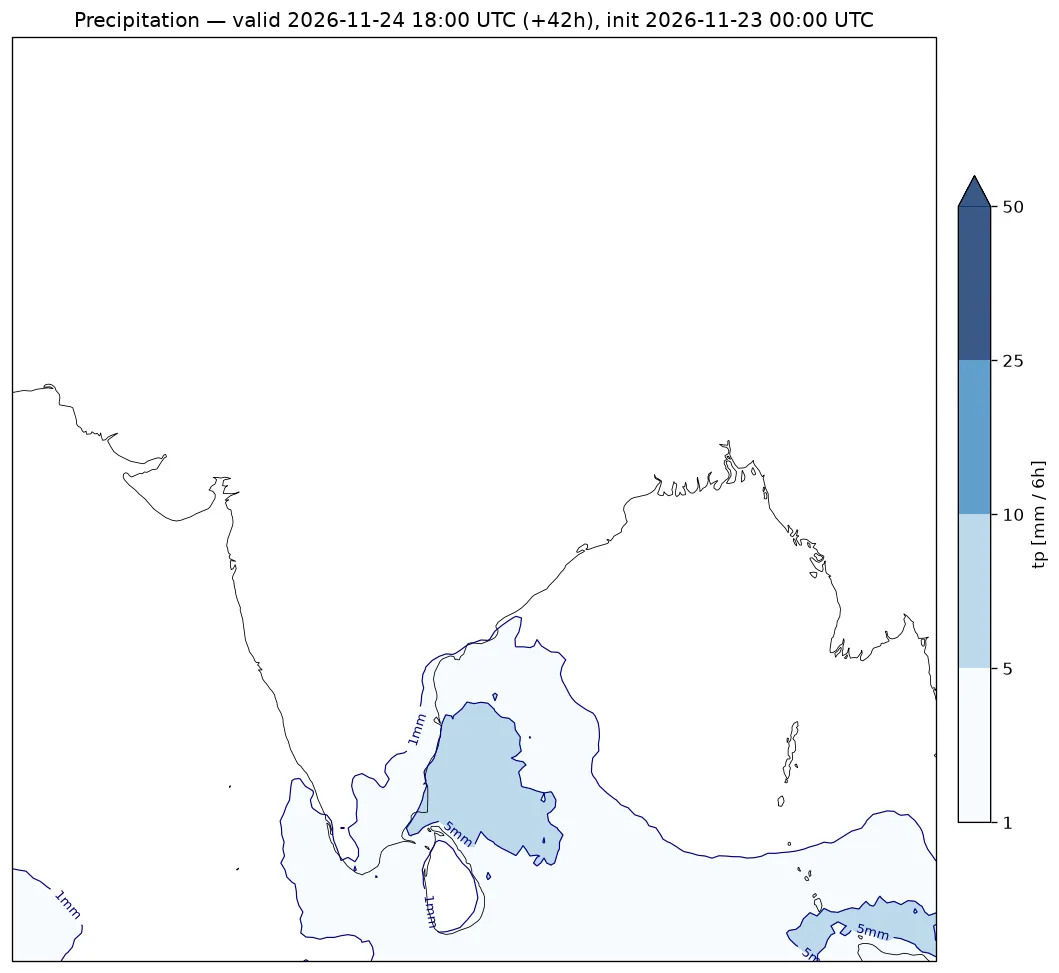 Precipitation — valid 2026-11-24 18:00 UTC (+42h), init 2026-11-23 00:00 UTC
50
25
10
5
1
tp [mm / 6h]
1mm
5mm
1mm
1mm
5mm
5m